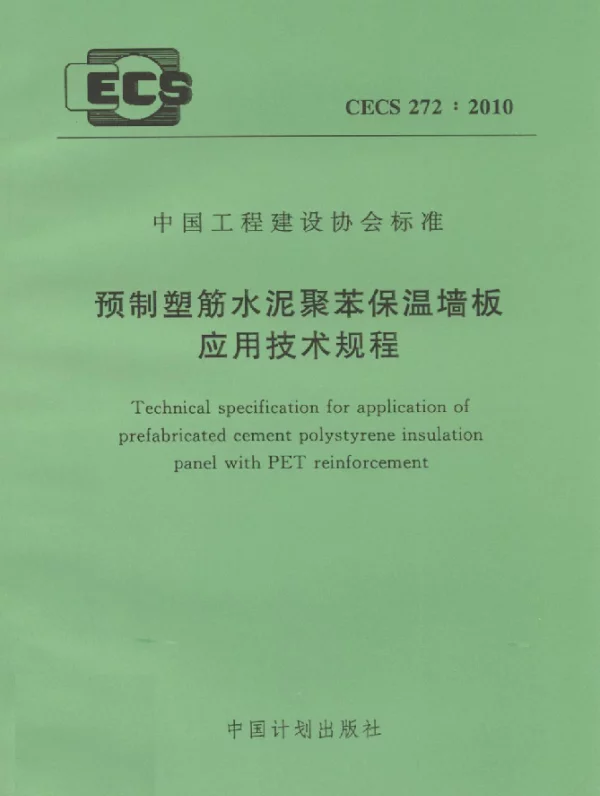 CECS
CECS 272：2010
中国工程建设协会标准
预制塑筋水泥聚苯保温墙板
应用技术规程
Technical specification for application of
prefabricated cement polystyrene insulation
panel with PET reinforcement
中国计划出版社